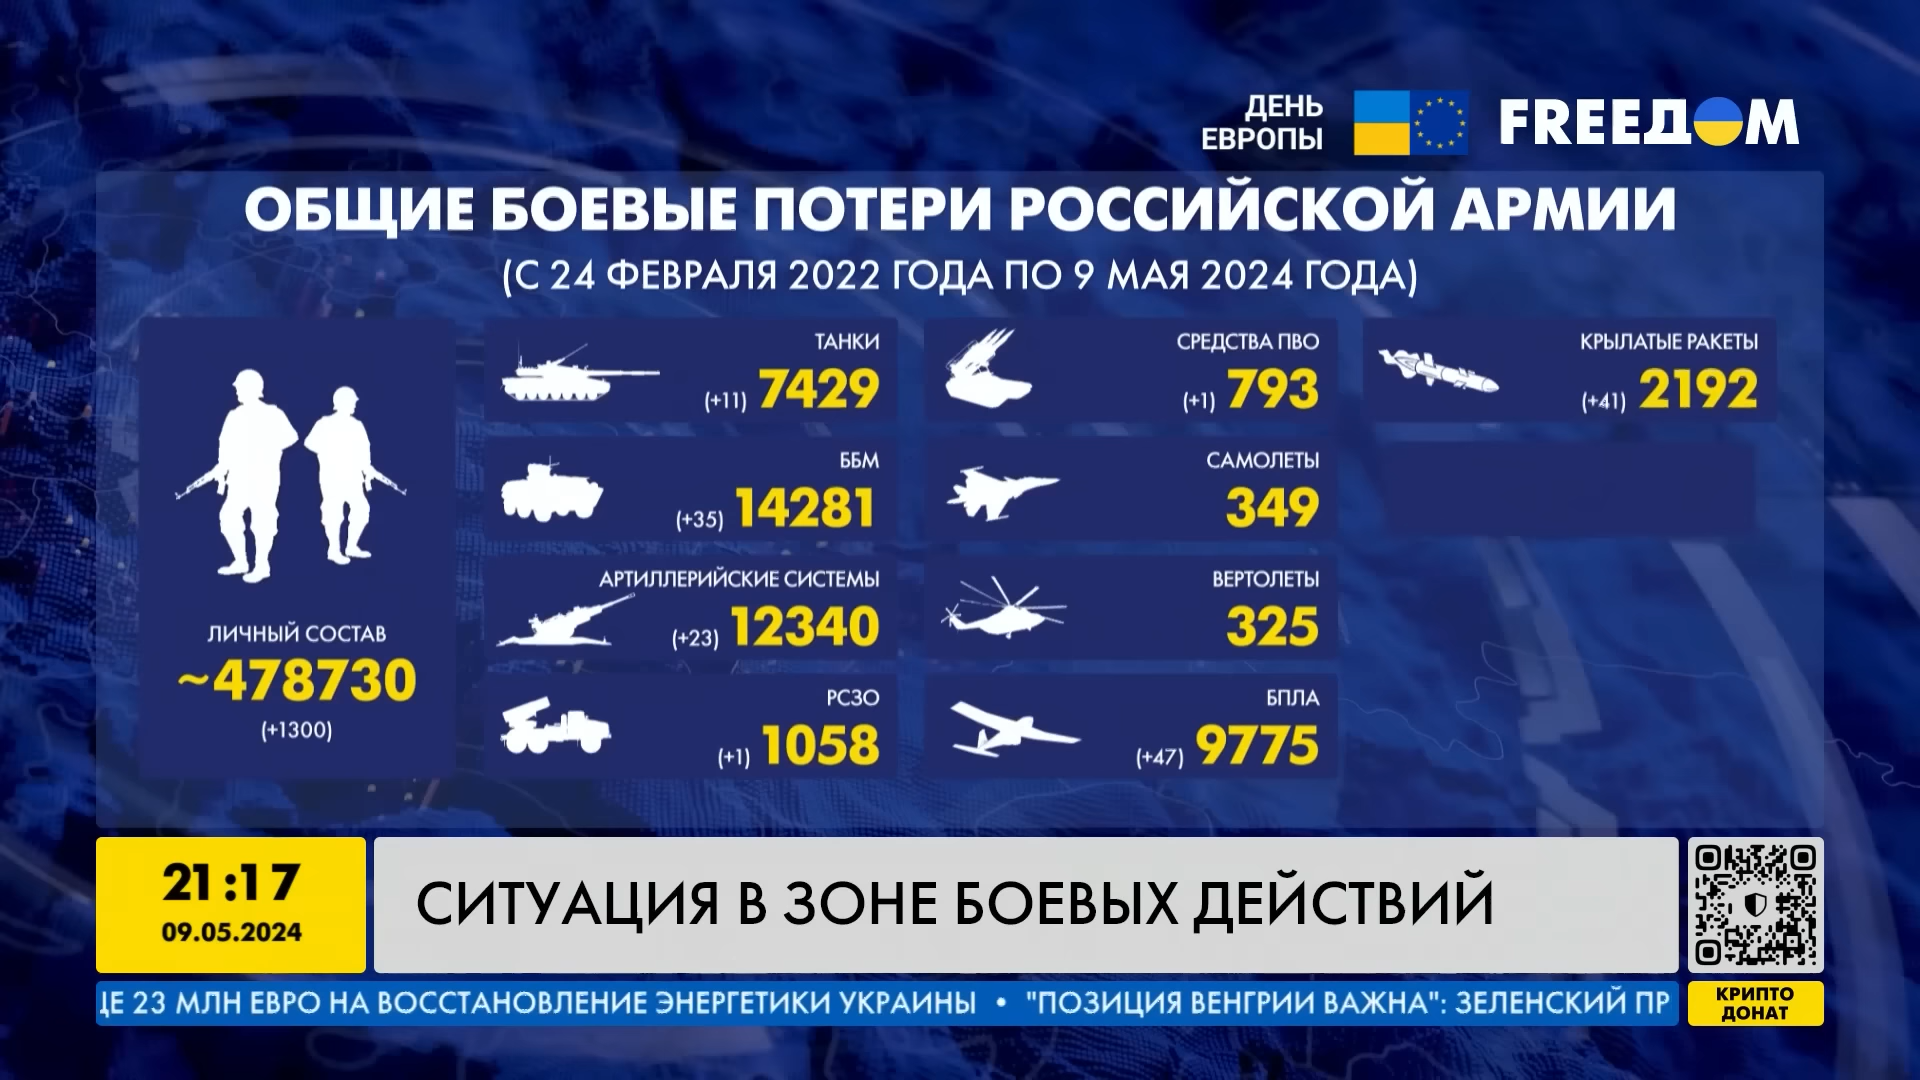 ДЕНЬ
ЕВРОПЫ
FREEДOM
ОБЩИЕ БОЕВЫЕ ПОТЕРИ РОССИЙСКОЙ АРМИИ
(С 24 ФЕВРАЛЯ 2022 ГОДА ПО 9 МАЯ 2024 ГОДА)
ЛИЧНЫЙ СОСТАВ
~478730
(+1300)
ТАНКИ
(+11) 7429
ББМ
(+35) 14281
АРТИЛЛЕРИЙСКИЕ СИСТЕМЫ
(+23) 12340
РСЗО
(+1) 1058
СРЕДСТВА ПВО
(+1) 793
САМОЛЕТЫ
349
ВЕРТОЛЕТЫ
325
БПЛА
(+47) 9775
КРЫЛАТЫЕ РАКЕТЫ
(+41) 2192
21:17
09.05.2024
СИТУАЦИЯ В ЗОНЕ БОЕВЫХ ДЕЙСТВИЙ
ЩЕ 23 МЛН ЕВРО НА ВОССТАНОВЛЕНИЕ ЭНЕРГЕТИКИ УКРАИНЫ • "ПОЗИЦИЯ ВЕНГРИИ ВАЖНА": ЗЕЛЕНСКИЙ ПР
КРИПТО
ДОНАТ